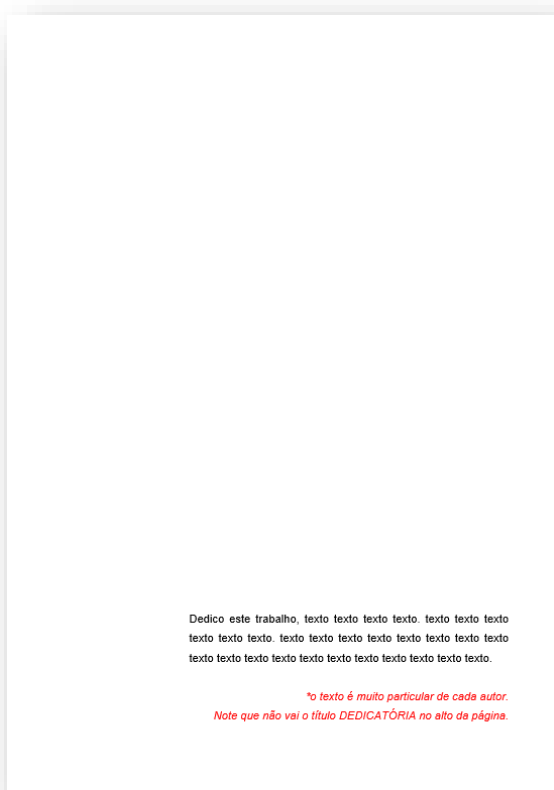 Dedico este trabalho, texto texto texto texto. texto texto texto
texto texto texto. texto texto texto texto texto texto texto texto
texto texto texto texto texto texto texto texto texto texto texto.
*o texto é muito particular de cada autor.
Note que não vai o título DEDICATÓRIA no alto da página.